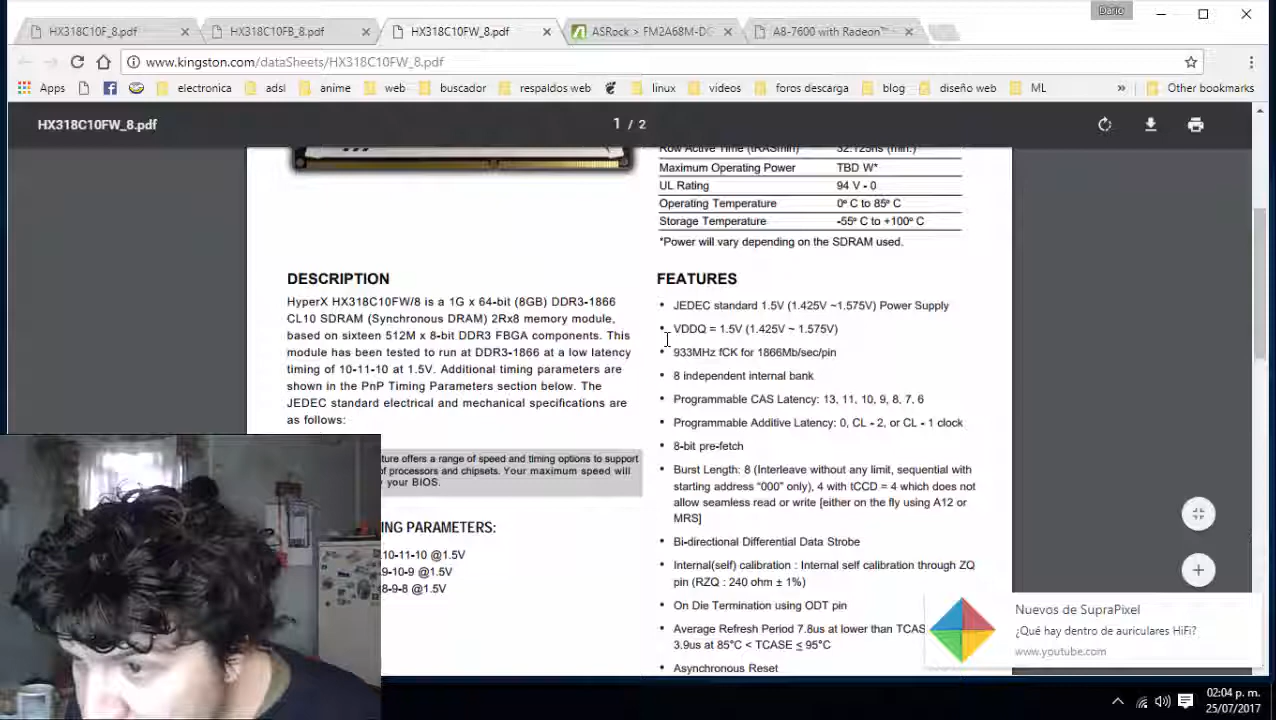 Dario
HX318C10F_8.pdf
HX318C10FB_8.pdf
HX318C10FW_8.pdf
ASRock > FM2A68M-DG
A8-7600 with Radeon™
www.kingston.com/dataSheets/HX318C10FW_8.pdf
Apps
electronica
adsl
anime
web
buscador
respaldos web
linux
videos
foros descarga
blog
diseño web
ML
»
Other bookmarks
HX318C10FW_8.pdf
1 / 2
Row Active Time (tRASmin) 32.125ns (min.)
Maximum Operating Power TBD W*
UL Rating 94 V - 0
Operating Temperature 0º C to 85º C
Storage Temperature -55º C to +100º C
*Power will vary depending on the SDRAM used.
DESCRIPTION
HyperX HX318C10FW/8 is a 1G x 64-bit (8GB) DDR3-1866
CL10 SDRAM (Synchronous DRAM) 2Rx8 memory module,
based on sixteen 512M x 8-bit DDR3 FBGA components. This
module has been tested to run at DDR3-1866 at a low latency
timing of 10-11-10 at 1.5V. Additional timing parameters are
shown in the PnP Timing Parameters section below. The
JEDEC standard electrical and mechanical specifications are
as follows:
ture offers a range of speed and timing options to support
of processors and chipsets. Your maximum speed will
your BIOS.
ING PARAMETERS:
10-11-10 @1.5V
9-10-9 @1.5V
8-9-8 @1.5V
FEATURES
• JEDEC standard 1.5V (1.425V ~1.575V) Power Supply
• VDDQ = 1.5V (1.425V ~ 1.575V)
• 933MHz fCK for 1866Mb/sec/pin
• 8 independent internal bank
• Programmable CAS Latency: 13, 11, 10, 9, 8, 7, 6
• Programmable Additive Latency: 0, CL - 2, or CL - 1 clock
• 8-bit pre-fetch
• Burst Length: 8 (Interleave without any limit, sequential with
starting address “000” only), 4 with tCCD = 4 which does not
allow seamless read or write [either on the fly using A12 or
MRS]
• Bi-directional Differential Data Strobe
• Internal(self) calibration : Internal self calibration through ZQ
pin (RZQ : 240 ohm ± 1%)
• On Die Termination using ODT pin
• Average Refresh Period 7.8us at lower than TCAS
3.9us at 85°C < TCASE ≤ 95°C
• Asynchronous Reset
Nuevos de SupraPixel
¿Qué hay dentro de auriculares HiFi?
www.youtube.com
02:04 p. m.
25/07/2017